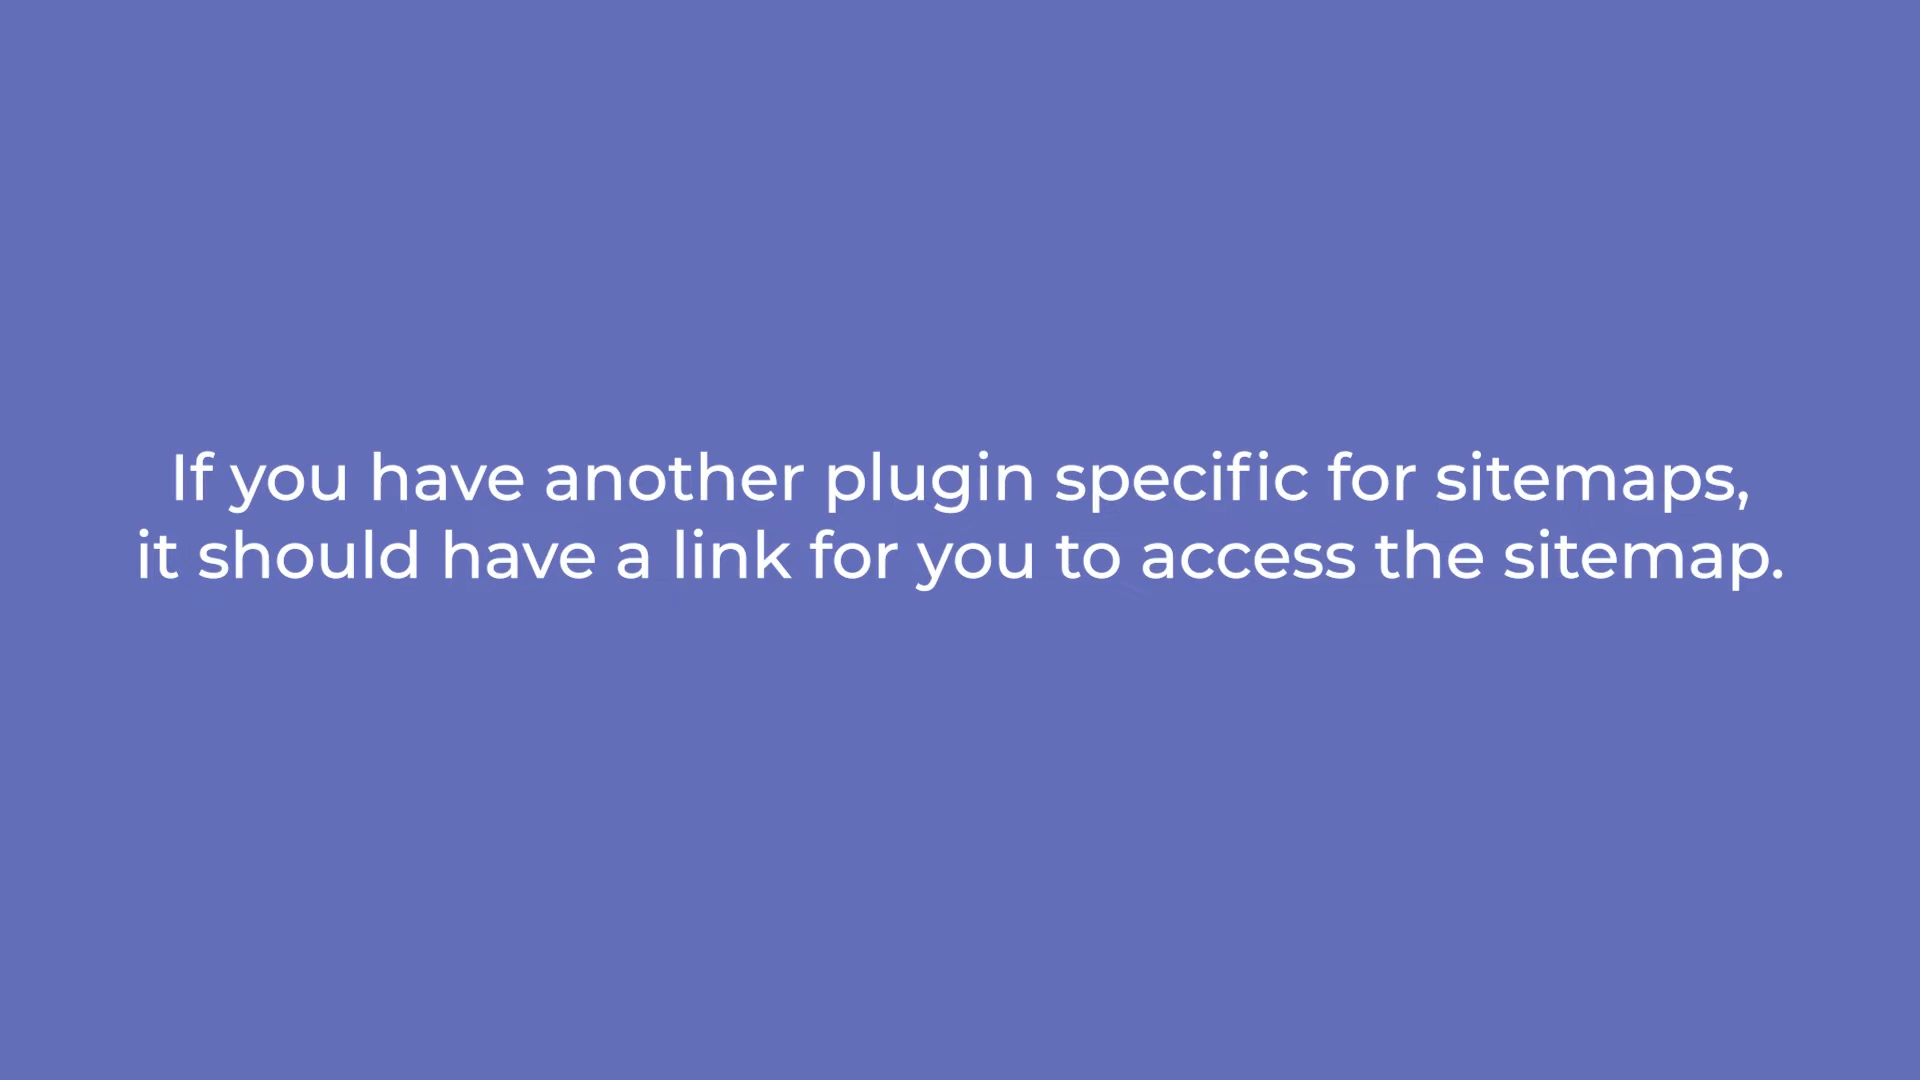 If you have another plugin specific for sitemaps,
it should have a link for you to access the sitemap.